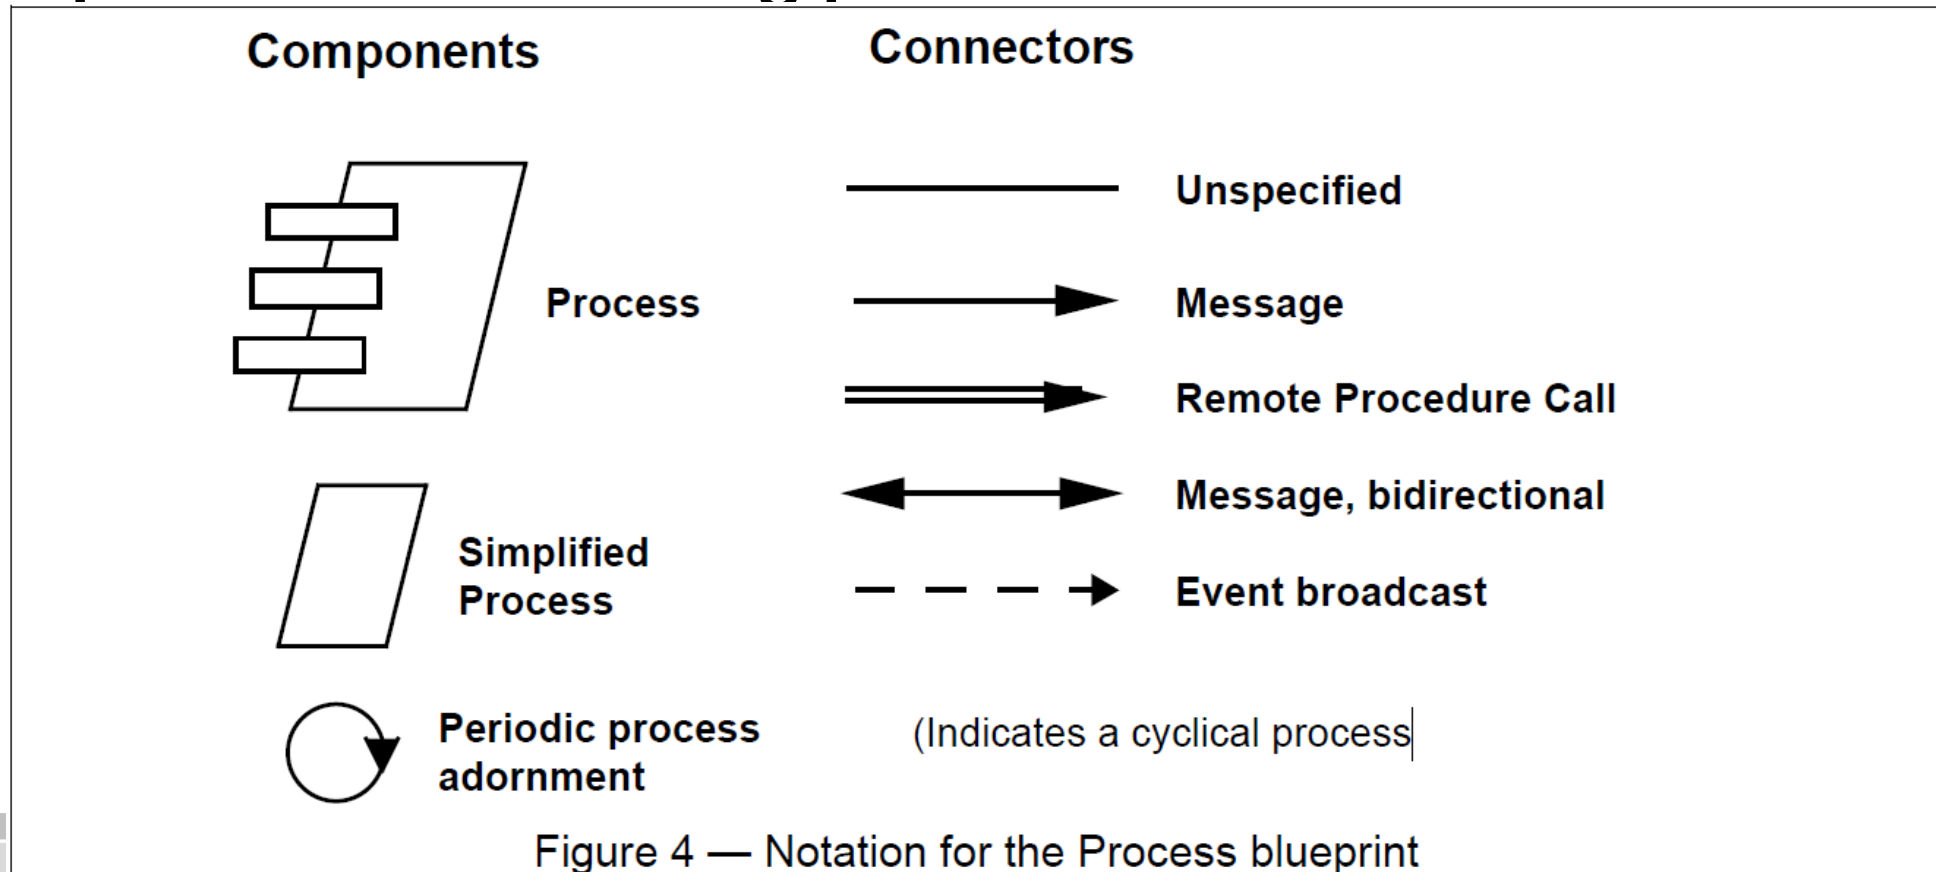 Components
Connectors
Unspecified
Process
Message
Remote Procedure Call
Message, bidirectional
Simplified
Process
Event broadcast
Periodic process
adornment
(Indicates a cyclical process
Figure 4 — Notation for the Process blueprint